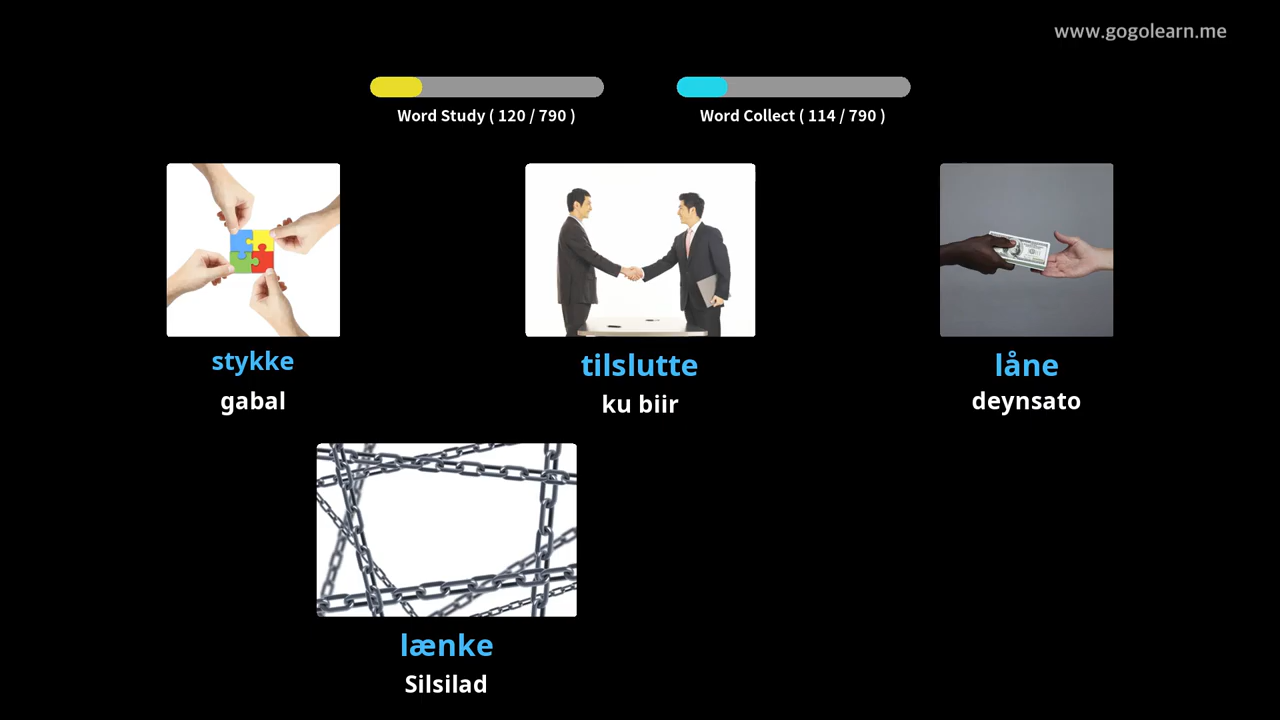 www.gogolearn.me
Word Study ( 120 / 790 )
Word Collect ( 114 / 790 )
stykke
gabal
tilslutte
ku biir
låne
deynsato
lænke
Silsilad